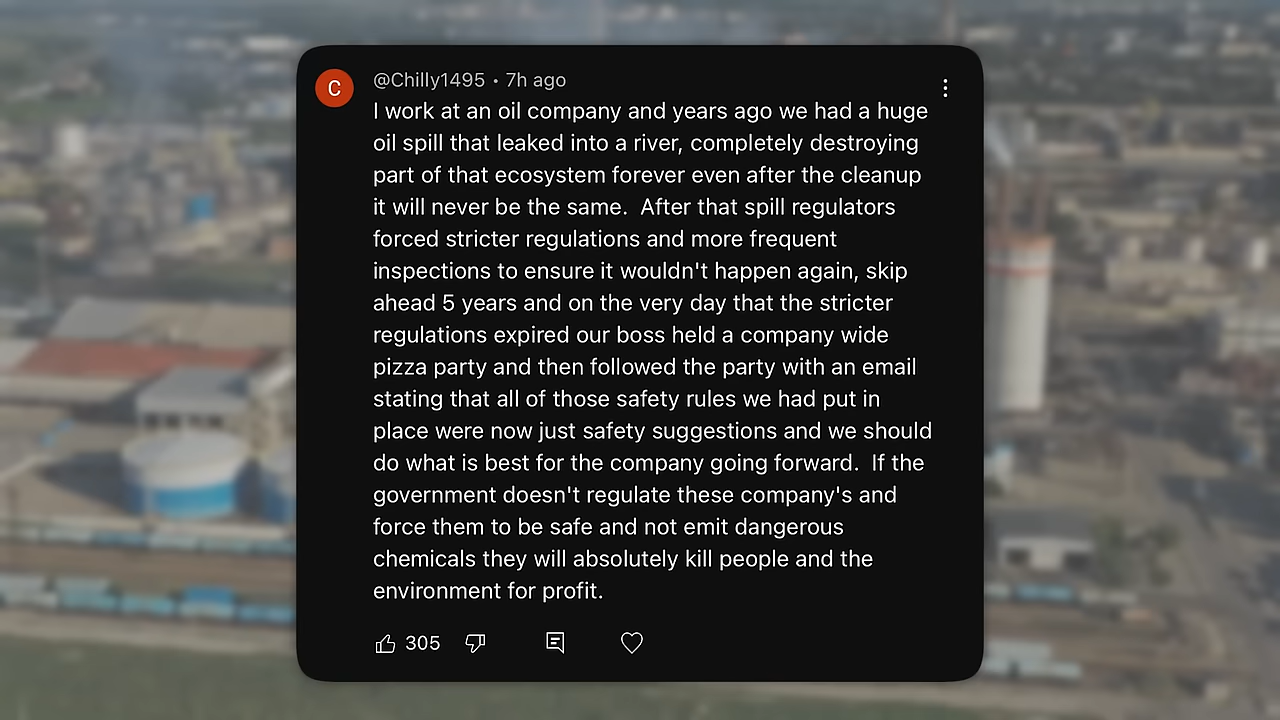 C
@Chilly1495 • 7h ago
I work at an oil company and years ago we had a huge
oil spill that leaked into a river, completely destroying
part of that ecosystem forever even after the cleanup
it will never be the same.  After that spill regulators
forced stricter regulations and more frequent
inspections to ensure it wouldn't happen again, skip
ahead 5 years and on the very day that the stricter
regulations expired our boss held a company wide
pizza party and then followed the party with an email
stating that all of those safety rules we had put in
place were now just safety suggestions and we should
do what is best for the company going forward.  If the
government doesn't regulate these company's and
force them to be safe and not emit dangerous
chemicals they will absolutely kill people and the
environment for profit.
305